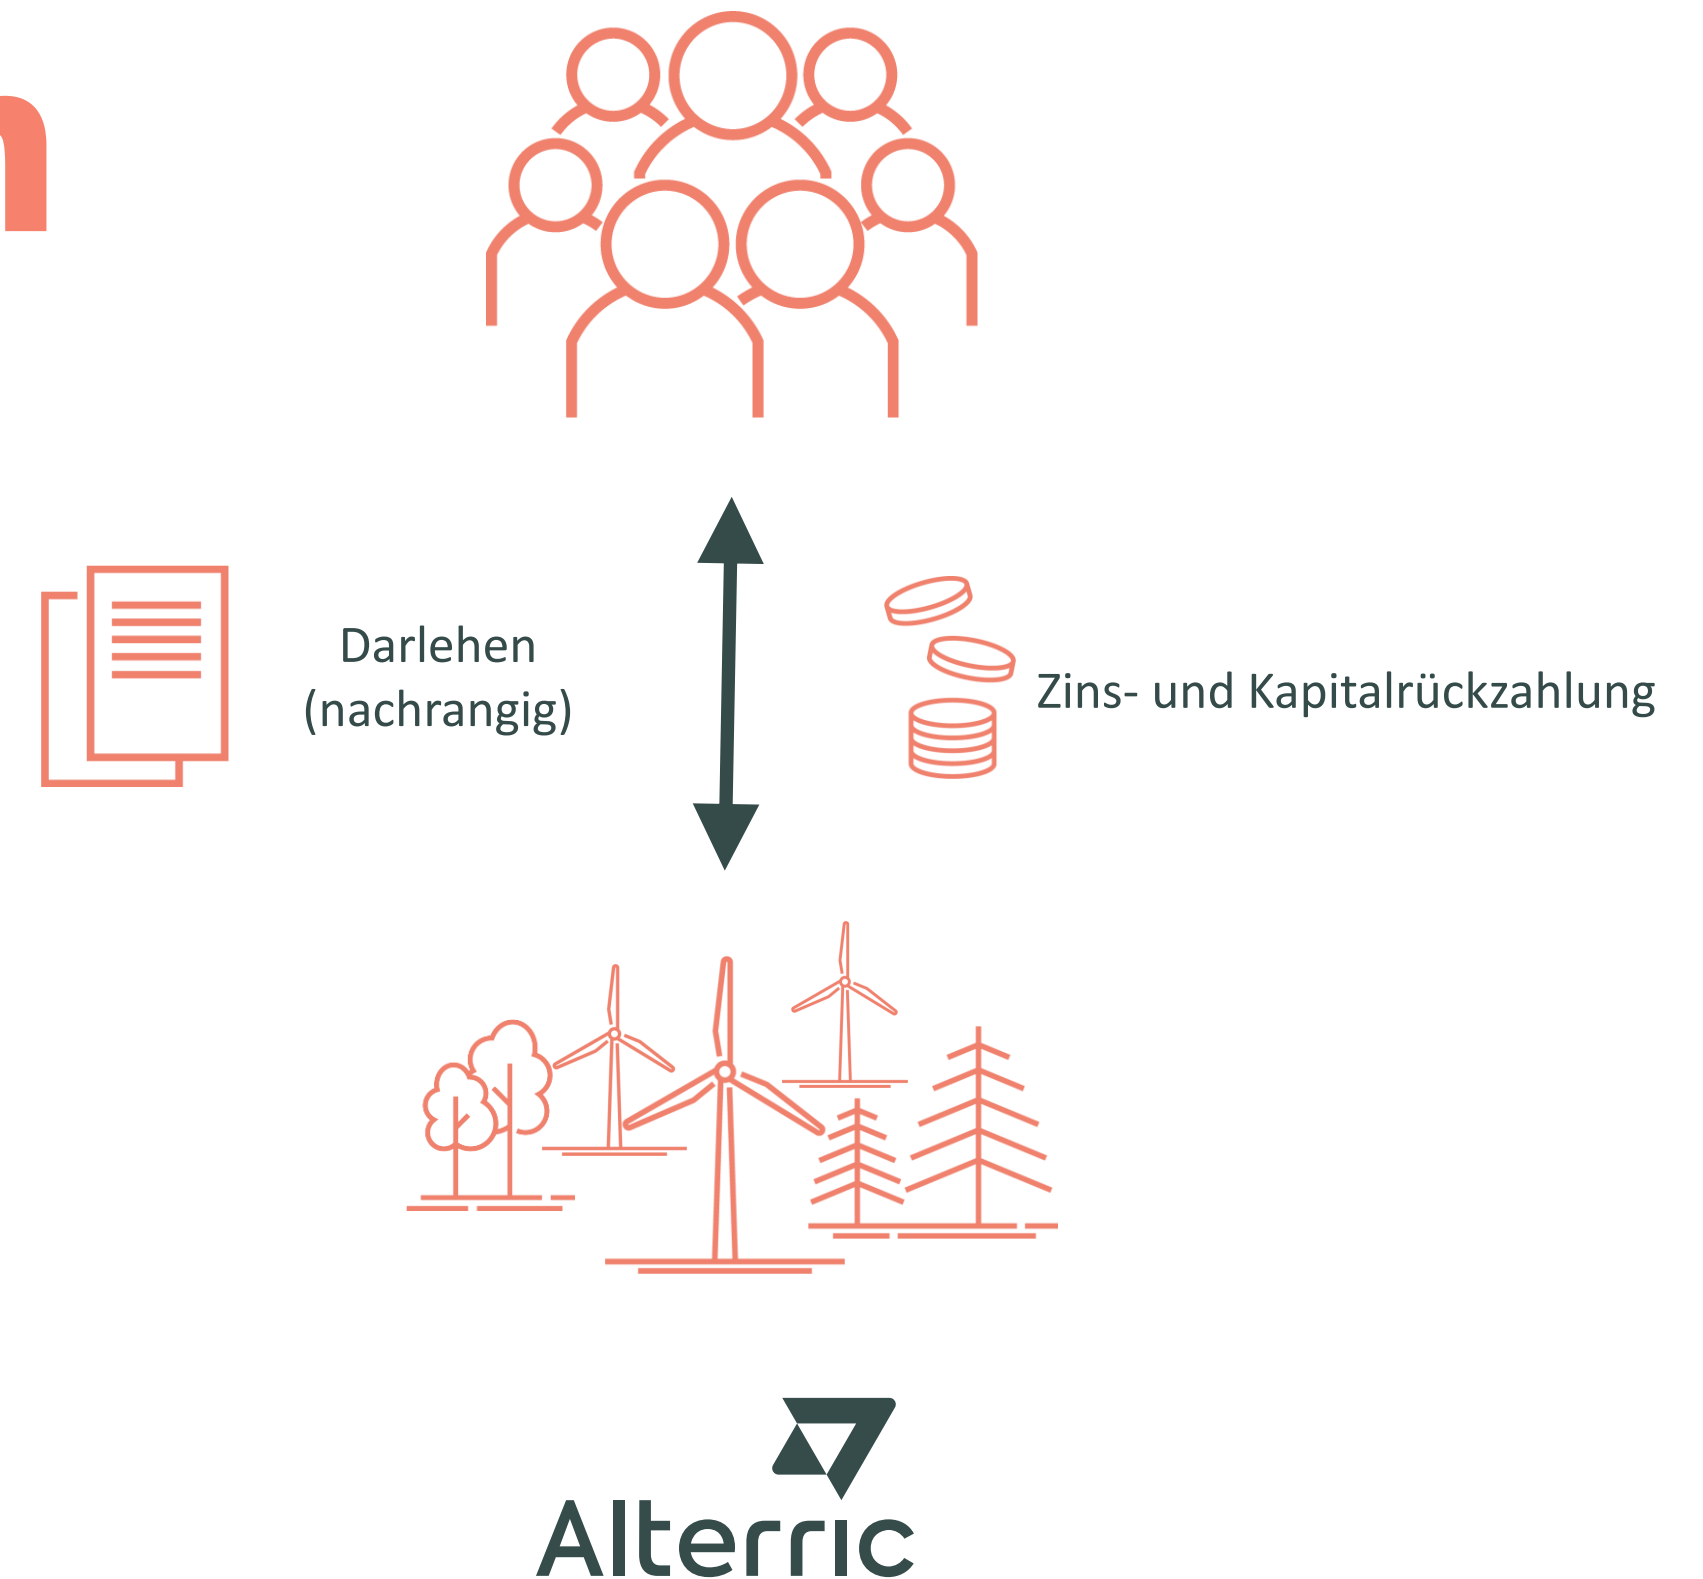 n
Darlehen
(nachrangig)
Zins- und Kapitalrückzahlung
Alterric